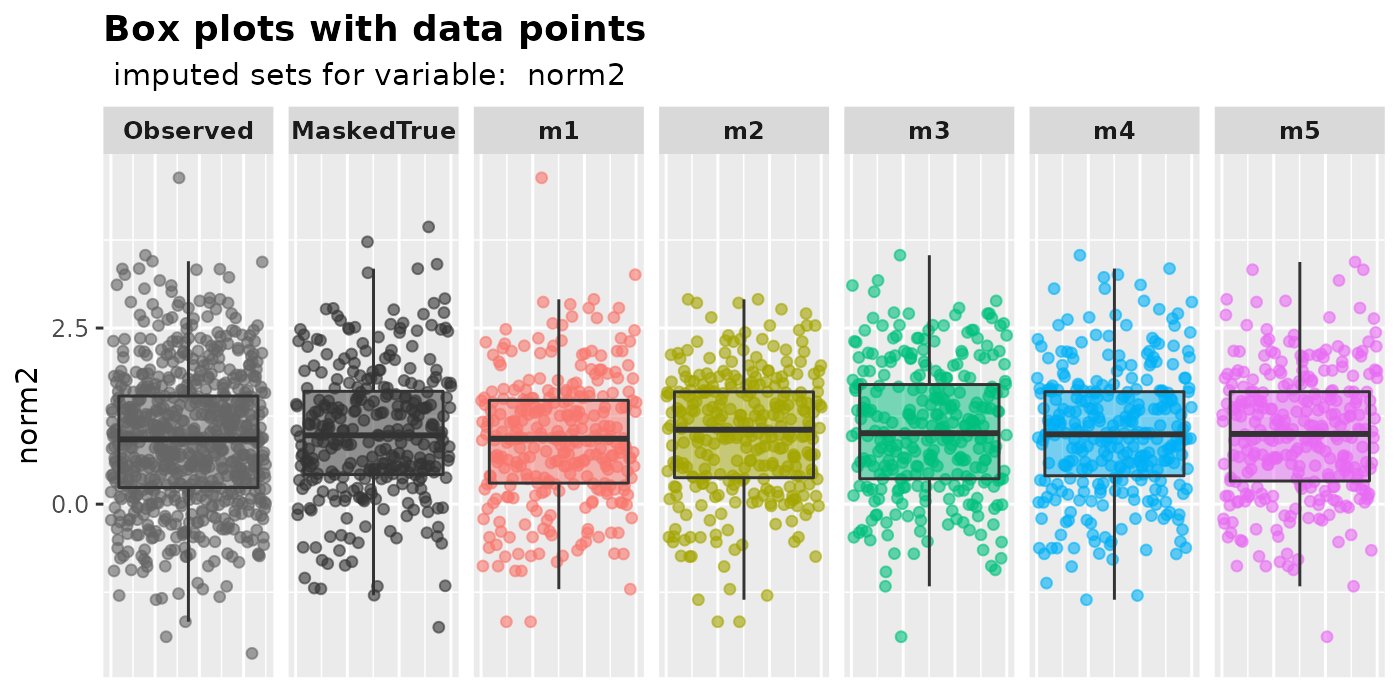 Box plots with data points
imputed sets for variable:  norm2
Observed MaskedTrue m1 m2 m3 m4 m5
2.5
norm2
0.0